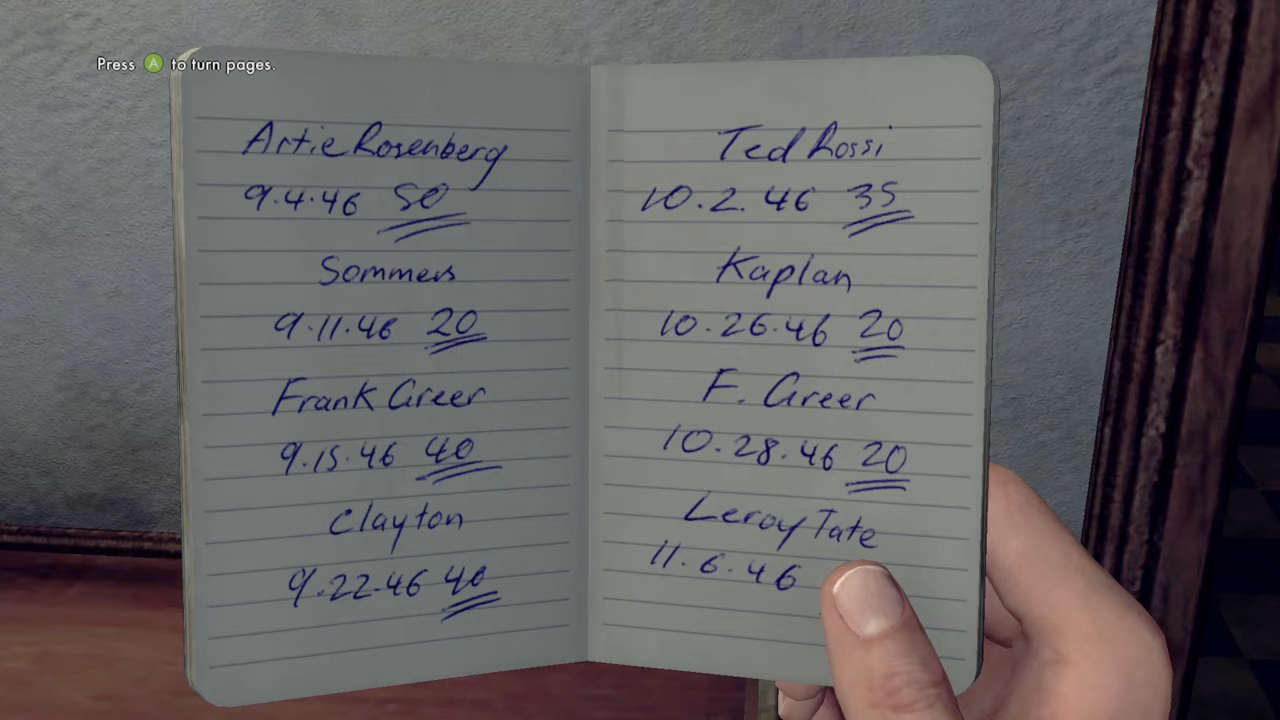 Press A to turn pages.
Artie Rosenberg
9.4.46 50
Sommers
9.11.46 20
Frank Greer
9.15.46 40
Clayton
9.22.46 40
Ted Rossi
10.2.46 35
Kaplan
10.26.46 20
F. Greer
10.28.46 20
Leroy Tate
11.6.46